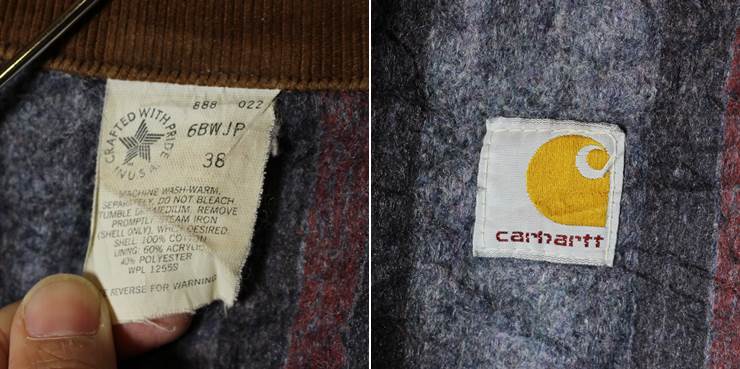 888 022
CRAFTED WITH PRIDE
IN U.S.A.
6BWJP
38
MACHINE WASH-WARM,
SEPARATELY. DO NOT BLEACH
TUMBLE DRY-MEDIUM. REMOVE
PROMPTLY. STEAM IRON
(SHELL ONLY). WHEN DESIRED.
SHELL: 100% COTTON
LINING: 60% ACRYLIC
40% POLYESTER
WPL 12559
REVERSE FOR WARNING
carhartt